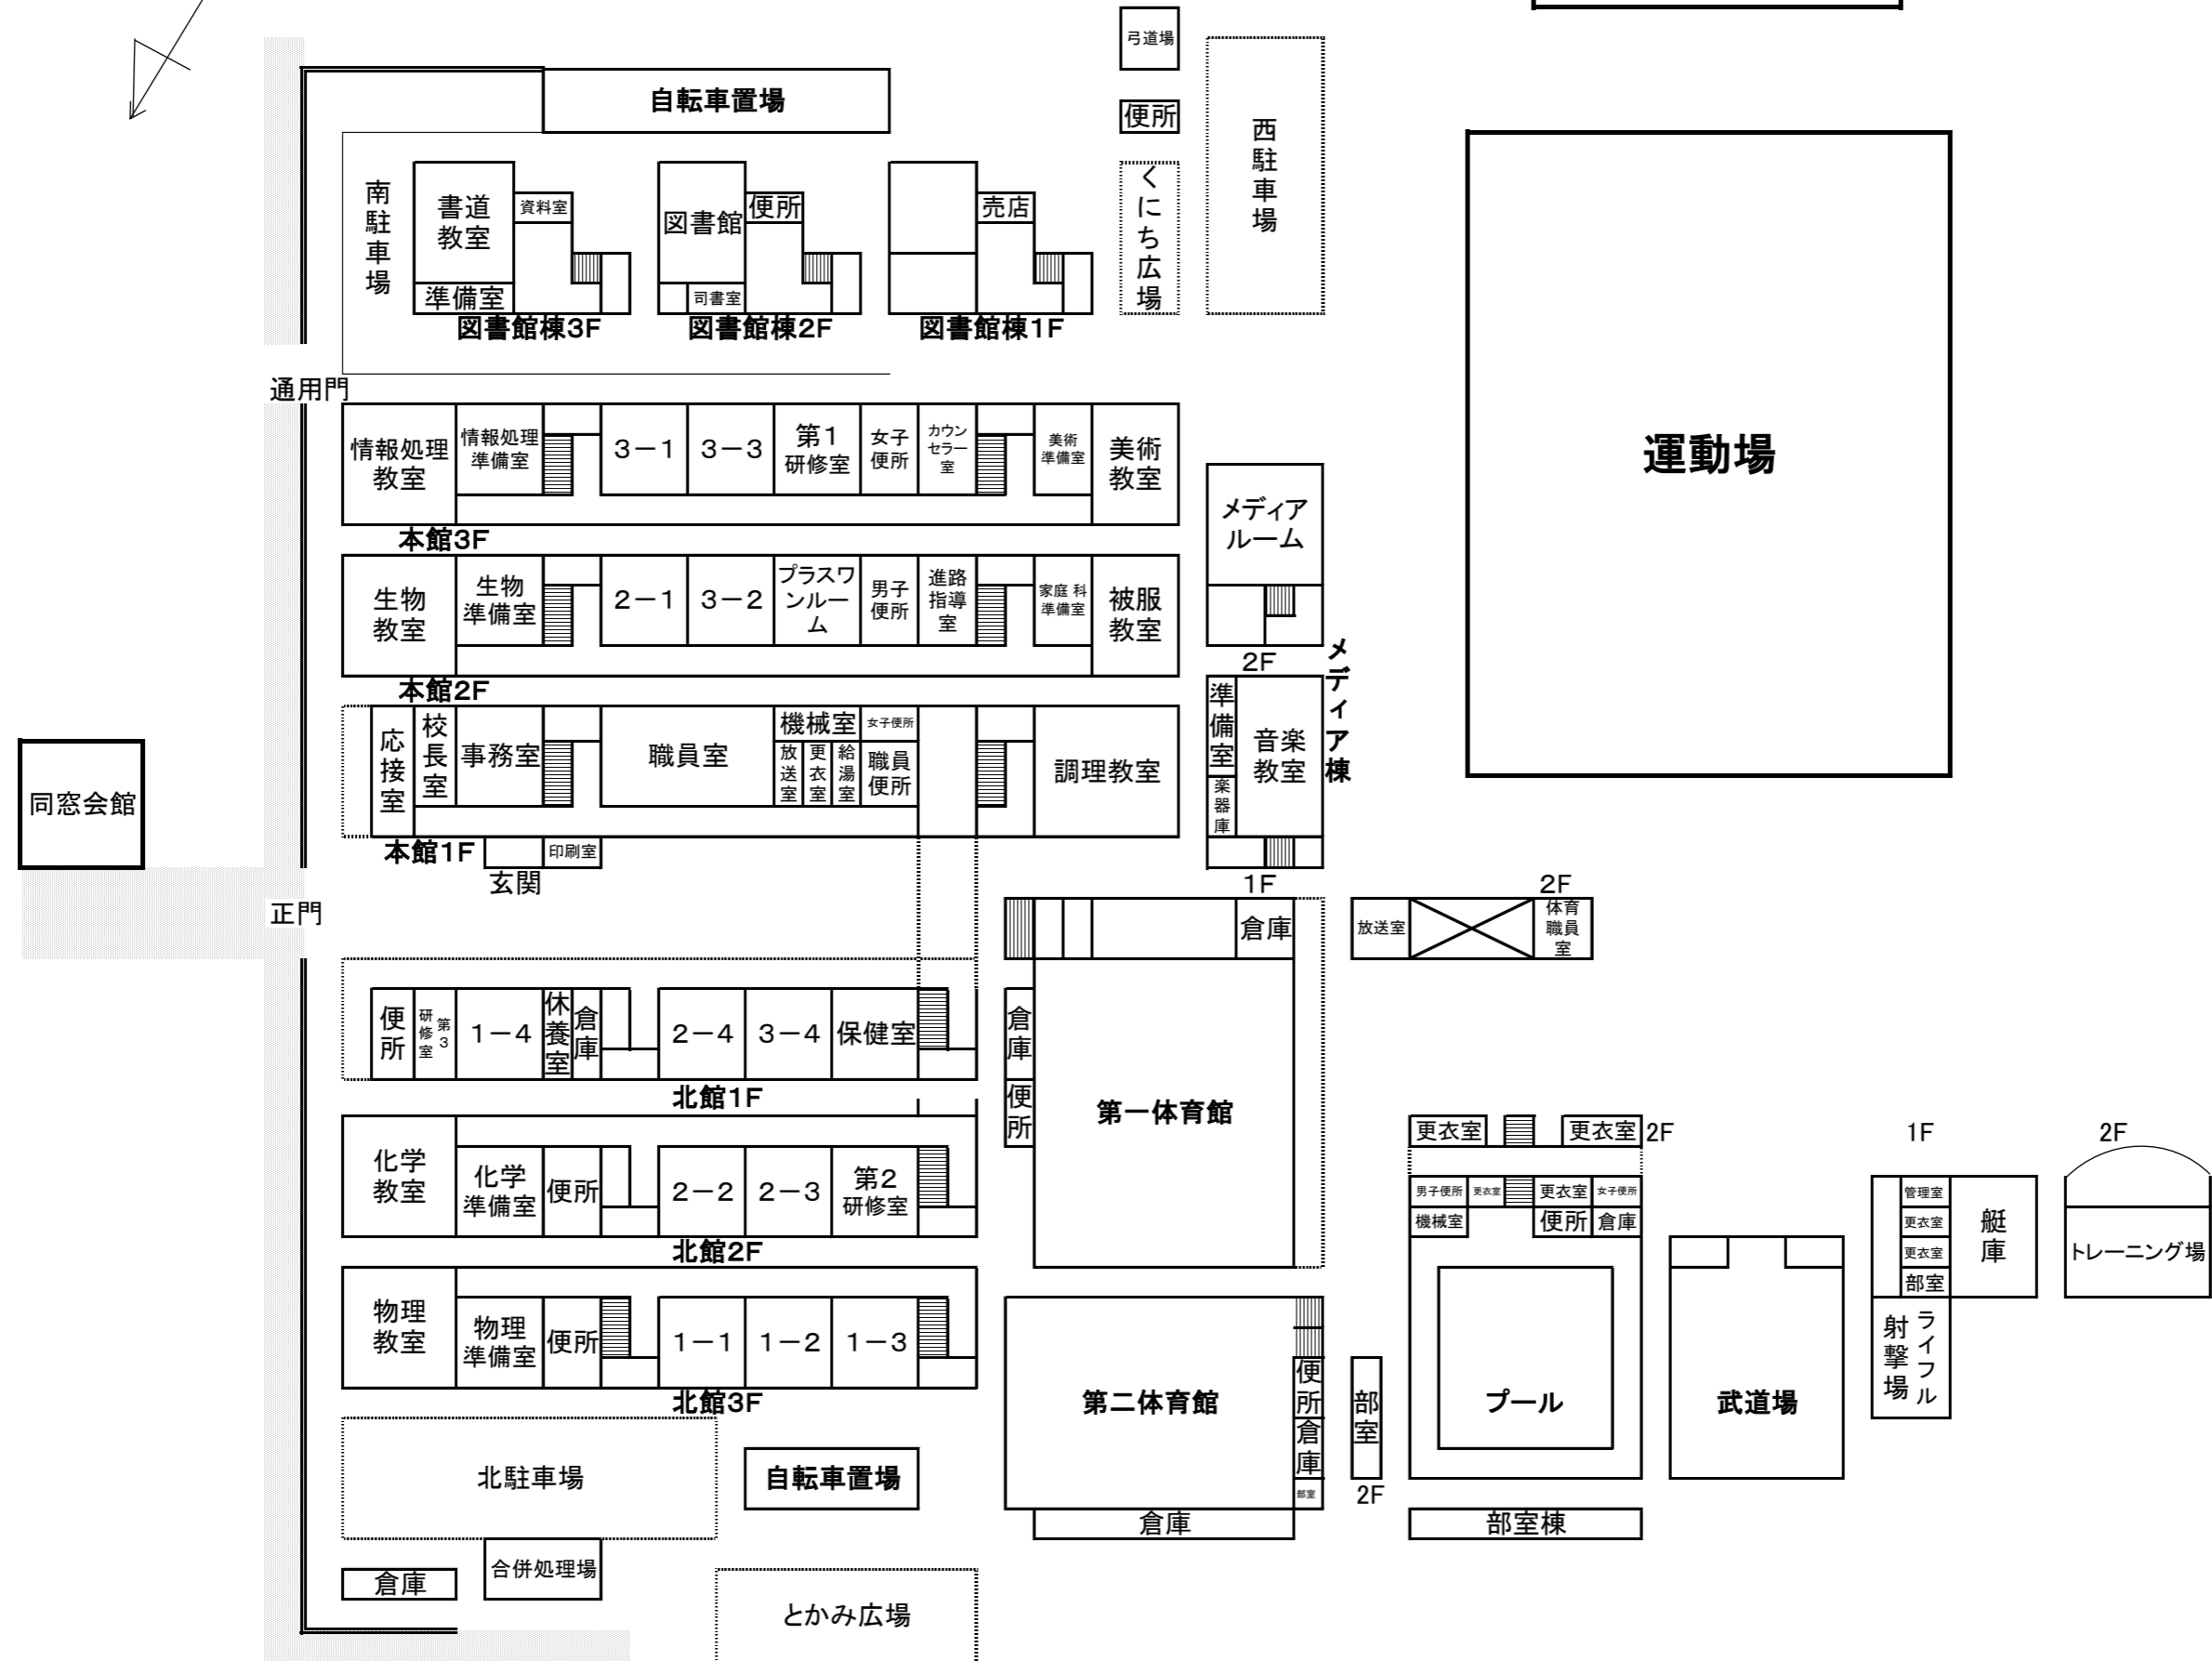 弓道場
自転車置場
便所
西駐車場
くにち広場
南駐車場
書道
教室
資料室
準備室
図書館棟3F
図書館
便所
司書室
図書館棟2F
売店
図書館棟1F
運動場
通用門
情報処理
教室
情報処理
準備室
3－1
3－3
第1
研修室
女子
便所
カウン
セラー
室
美術
準備室
美術
教室
本館3F
メディア
ルーム
2F
生物
教室
生物
準備室
2－1
3－2
プラスワ
ンルー
ム
男子
便所
進路
指導
室
家庭 科
準備室
被服
教室
本館2F
メディア棟
準備室
音楽
教室
楽器庫
1F
応接室
校長室
事務室
職員室
機械室
女子便所
放送室
更衣室
給湯室
職員
便所
調理教室
本館1F
印刷室
玄関
同窓会館
正門
倉庫
2F
放送室
体育
職員
室
便所
第3
研修室
1－4
休養室
倉庫
2－4
3－4
保健室
北館1F
倉庫
便所
第一体育館
化学
教室
化学
準備室
便所
2－2
2－3
第2
研修室
北館2F
更衣室
更衣室
2F
男子便所
更衣室
更衣室
女子便所
機械室
便所
倉庫
プール
武道場
1F
管理室
更衣室
更衣室
部室
艇庫
ライフル
射撃場
2F
トレーニング場
物理
教室
物理
準備室
便所
1－1
1－2
1－3
北館3F
第二体育館
便所
倉庫
部室
部室
2F
倉庫
部室棟
北駐車場
自転車置場
合併処理場
倉庫
とかみ広場